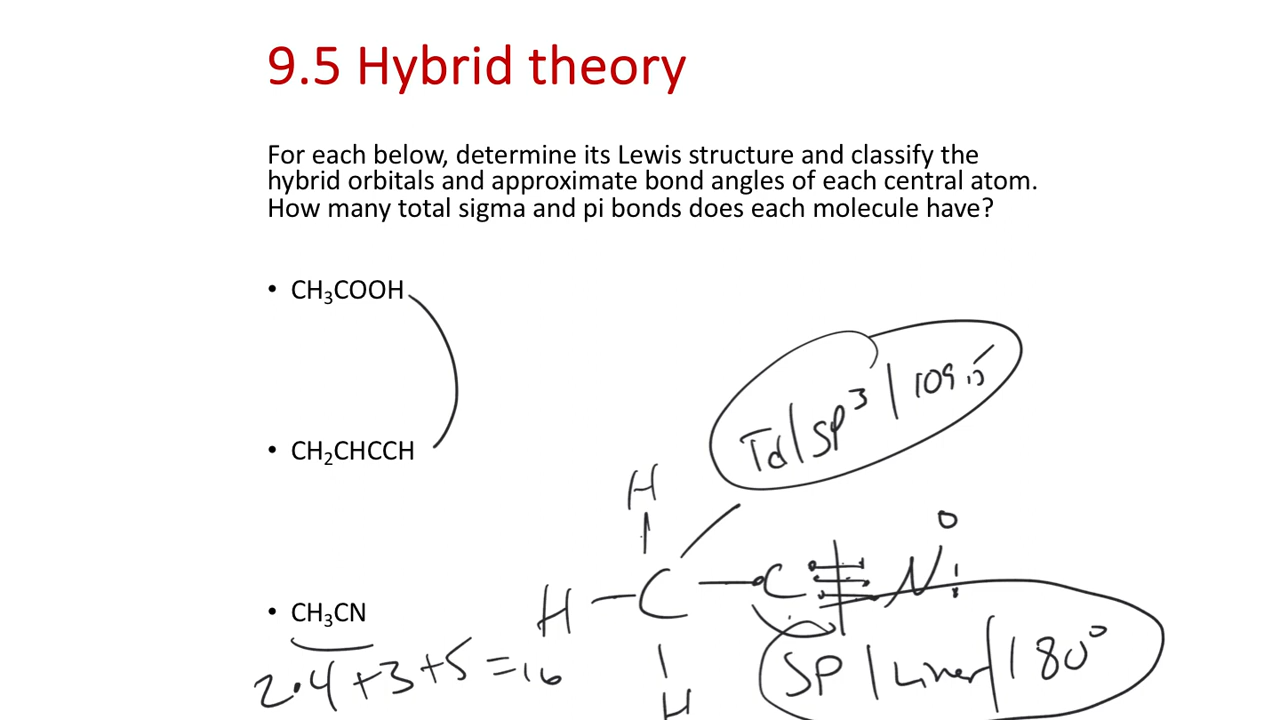 9.5 Hybrid theory
For each below, determine its Lewis structure and classify the
hybrid orbitals and approximate bond angles of each central atom.
How many total sigma and pi bonds does each molecule have?
• CH₃COOH
Td/SP³/109.5
• CH₂CHCCH
H
O
H—C—C≡N:
• CH₃CN
SP/Liner/180°
2·4+3+5=16
H